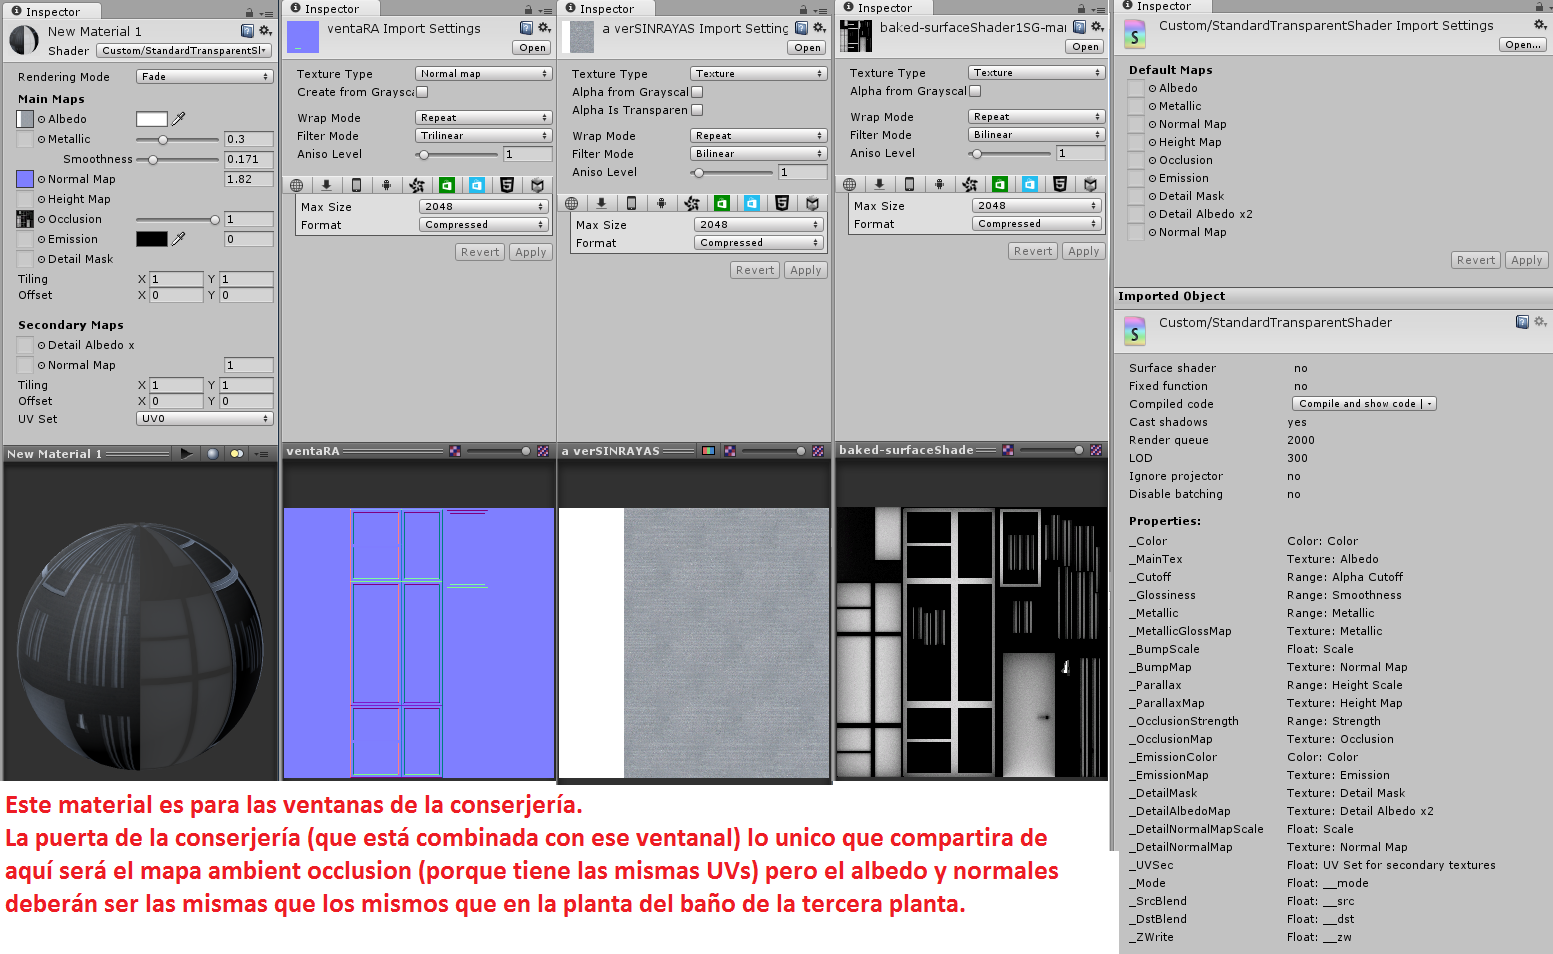 Inspector
New Material 1
Shader Custom/StandardTransparentSl
Rendering Mode Fade
Main Maps
Albedo
Metallic 0.3
Smoothness 0.171
Normal Map 1.82
Height Map
Occlusion 1
Emission 0
Detail Mask
Tiling X 1 Y 1
Offset X 0 Y 0
Secondary Maps
Detail Albedo x
Normal Map 1
Tiling X 1 Y 1
Offset X 0 Y 0
UV Set UV0
New Material 1
Inspector
ventaRA Import Settings
Open
Texture Type Normal map
Create from Grayscal
Wrap Mode Repeat
Filter Mode Trilinear
Aniso Level 1
Max Size 2048
Format Compressed
Revert Apply
ventaRA
Inspector
a verSINRAYAS Import Setting
Open
Texture Type Texture
Alpha from Grayscal
Alpha Is Transparen
Wrap Mode Repeat
Filter Mode Bilinear
Aniso Level 1
Max Size 2048
Format Compressed
Revert Apply
a verSINRAYAS
Inspector
baked-surfaceShader1SG-mai
Open
Texture Type Texture
Alpha from Grayscal
Wrap Mode Repeat
Filter Mode Bilinear
Aniso Level 1
Max Size 2048
Format Compressed
Revert Apply
baked-surfaceShade
Inspector
Custom/StandardTransparentShader Import Settings
Open...
Default Maps
Albedo
Metallic
Normal Map
Height Map
Occlusion
Emission
Detail Mask
Detail Albedo x2
Normal Map
Revert Apply
Imported Object
Custom/StandardTransparentShader
Surface shader no
Fixed function no
Compiled code Compile and show code
Cast shadows yes
Render queue 2000
LOD 300
Ignore projector no
Disable batching no
Properties:
_Color Color: Color
_MainTex Texture: Albedo
_Cutoff Range: Alpha Cutoff
_Glossiness Range: Smoothness
_Metallic Range: Metallic
_MetallicGlossMap Texture: Metallic
_BumpScale Float: Scale
_BumpMap Texture: Normal Map
_Parallax Range: Height Scale
_ParallaxMap Texture: Height Map
_OcclusionStrength Range: Strength
_OcclusionMap Texture: Occlusion
_EmissionColor Color: Color
_EmissionMap Texture: Emission
_DetailMask Texture: Detail Mask
_DetailAlbedoMap Texture: Detail Albedo x2
_DetailNormalMapScale Float: Scale
_DetailNormalMap Texture: Normal Map
_UVSec Float: UV Set for secondary textures
_Mode Float: __mode
_SrcBlend Float: __src
_DstBlend Float: __dst
_ZWrite Float: __zw
Este material es para las ventanas de la conserjería.
La puerta de la conserjería (que está combinada con ese ventanal) lo unico que compartira de
aquí será el mapa ambient occlusion (porque tiene las mismas UVs) pero el albedo y normales
deberán ser las mismas que los mismos que en la planta del baño de la tercera planta.